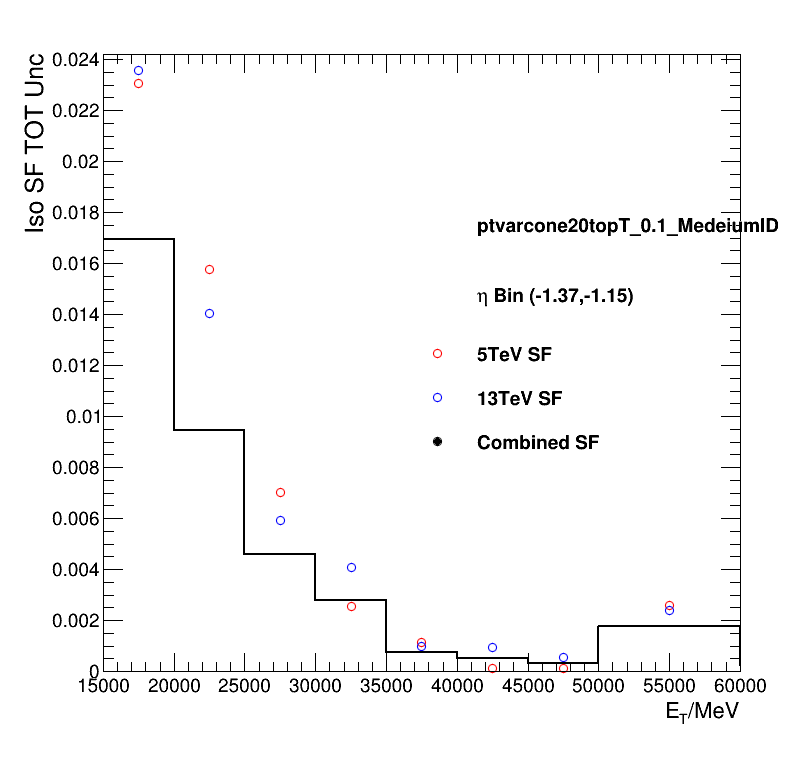 Iso SF TOT Unc
0.024
0.022
0.02
0.018
0.016
0.014
0.012
0.01
0.008
0.006
0.004
0.002
0
ptvarcone20topT_0.1_MedeiumID
η Bin (-1.37,-1.15)
5TeV SF
13TeV SF
Combined SF
15000 20000 25000 30000 35000 40000 45000 50000 55000 60000
E_T/MeV